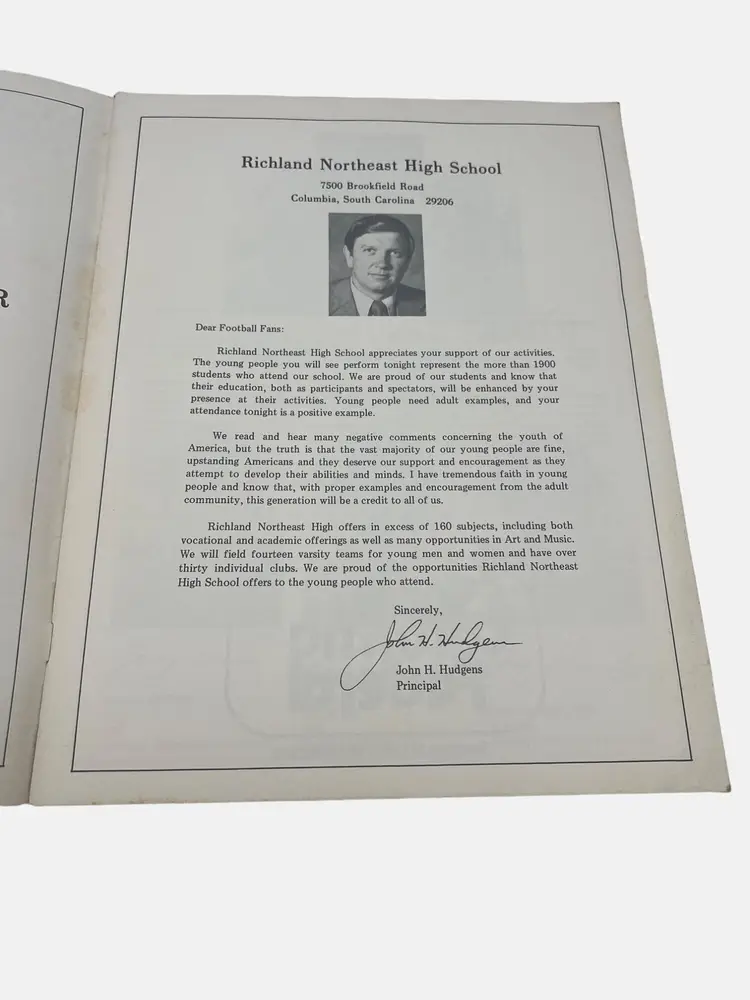 R
Richland Northeast High School
7500 Brookfield Road
Columbia, South Carolina 29206
Dear Football Fans:
Richland Northeast High School appreciates your support of our activities.
The young people you will see perform tonight represent the more than 1900
students who attend our school. We are proud of our students and know that
their education, both as participants and spectators, will be enhanced by your
presence at their activities. Young people need adult examples, and your
attendance tonight is a positive example.
We read and hear many negative comments concerning the youth of
America, but the truth is that the vast majority of our young people are fine,
upstanding Americans and they deserve our support and encouragement as they
attempt to develop their abilities and minds. I have tremendous faith in young
people and know that, with proper examples and encouragement from the adult
community, this generation will be a credit to all of us.
Richland Northeast High offers in excess of 160 subjects, including both
vocational and academic offerings as well as many opportunities in Art and Music.
We will field fourteen varsity teams for young men and women and have over
thirty individual clubs. We are proud of the opportunities Richland Northeast
High School offers to the young people who attend.
Sincerely,
John H. Hudgens
John H. Hudgens
Principal